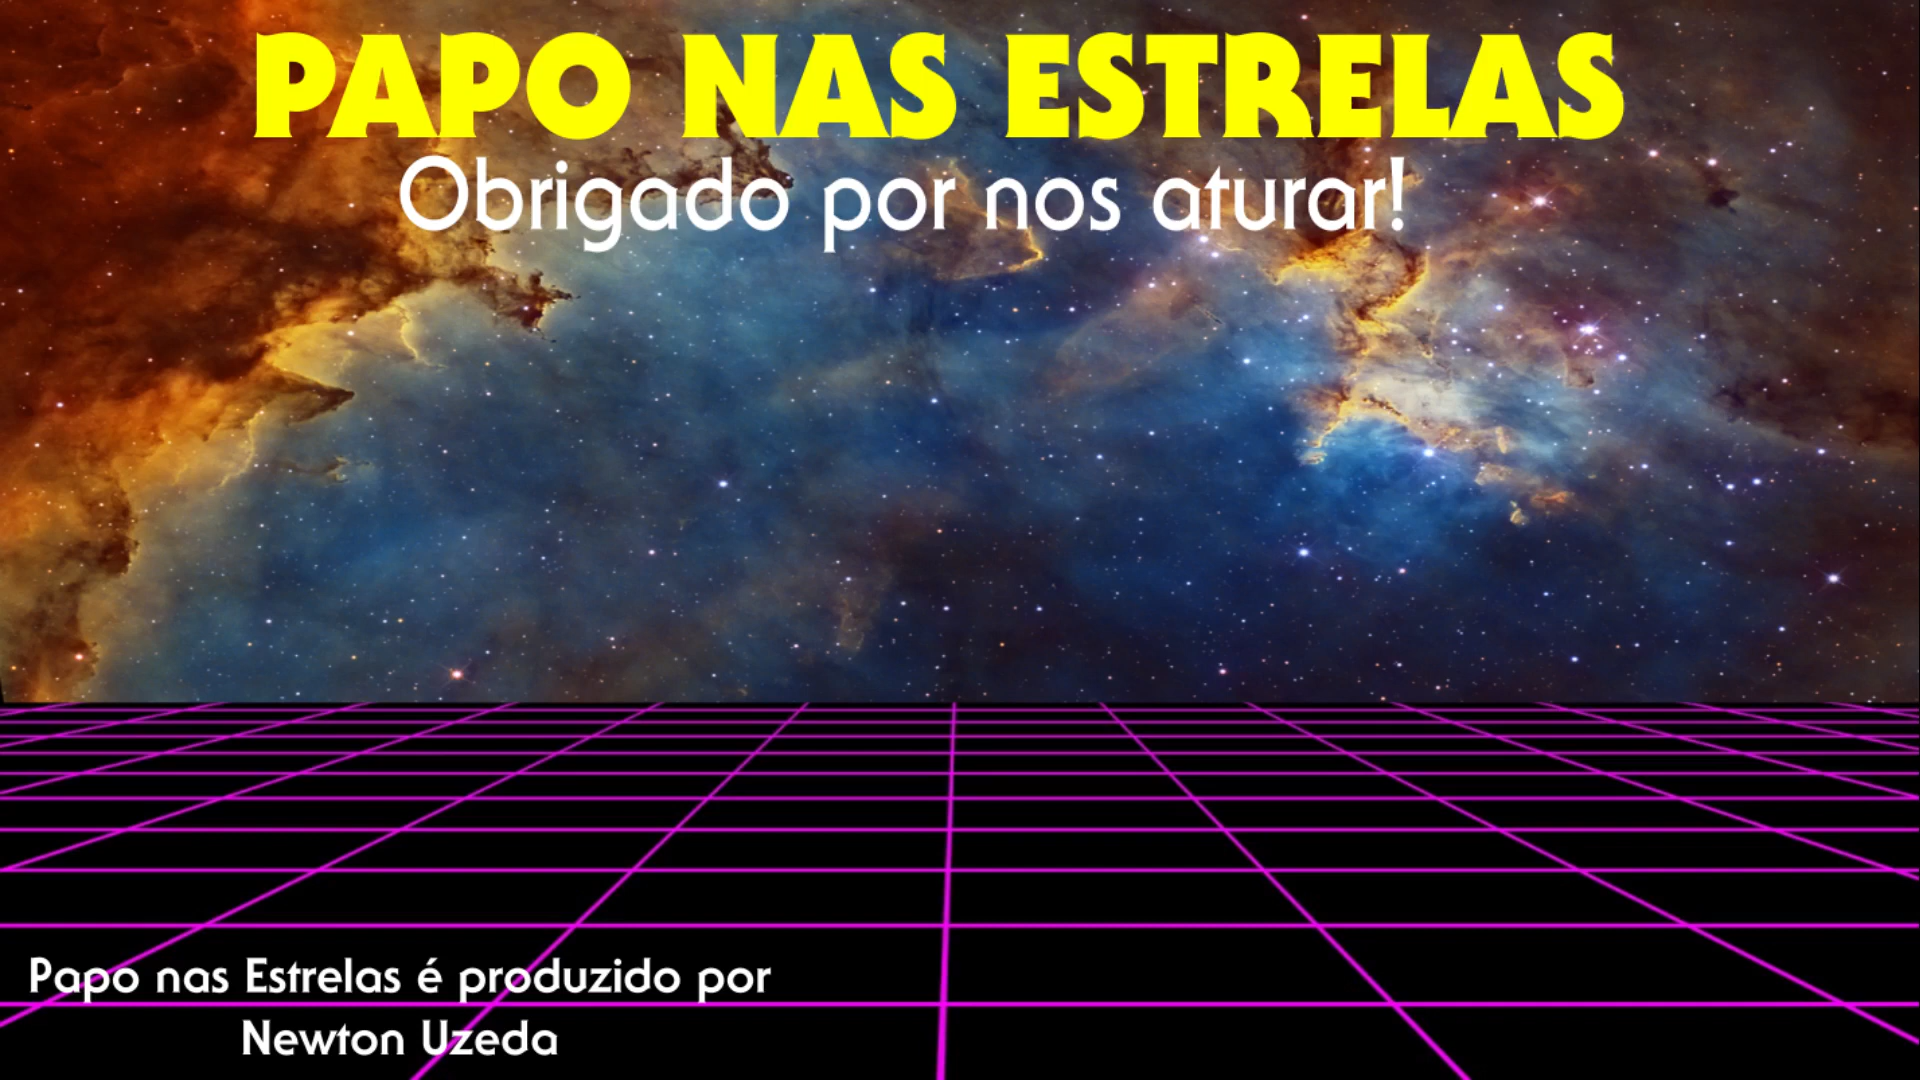 PAPO NAS ESTRELAS
Obrigado por nos aturar!
Papo nas Estrelas é produzido por
Newton Uzeda